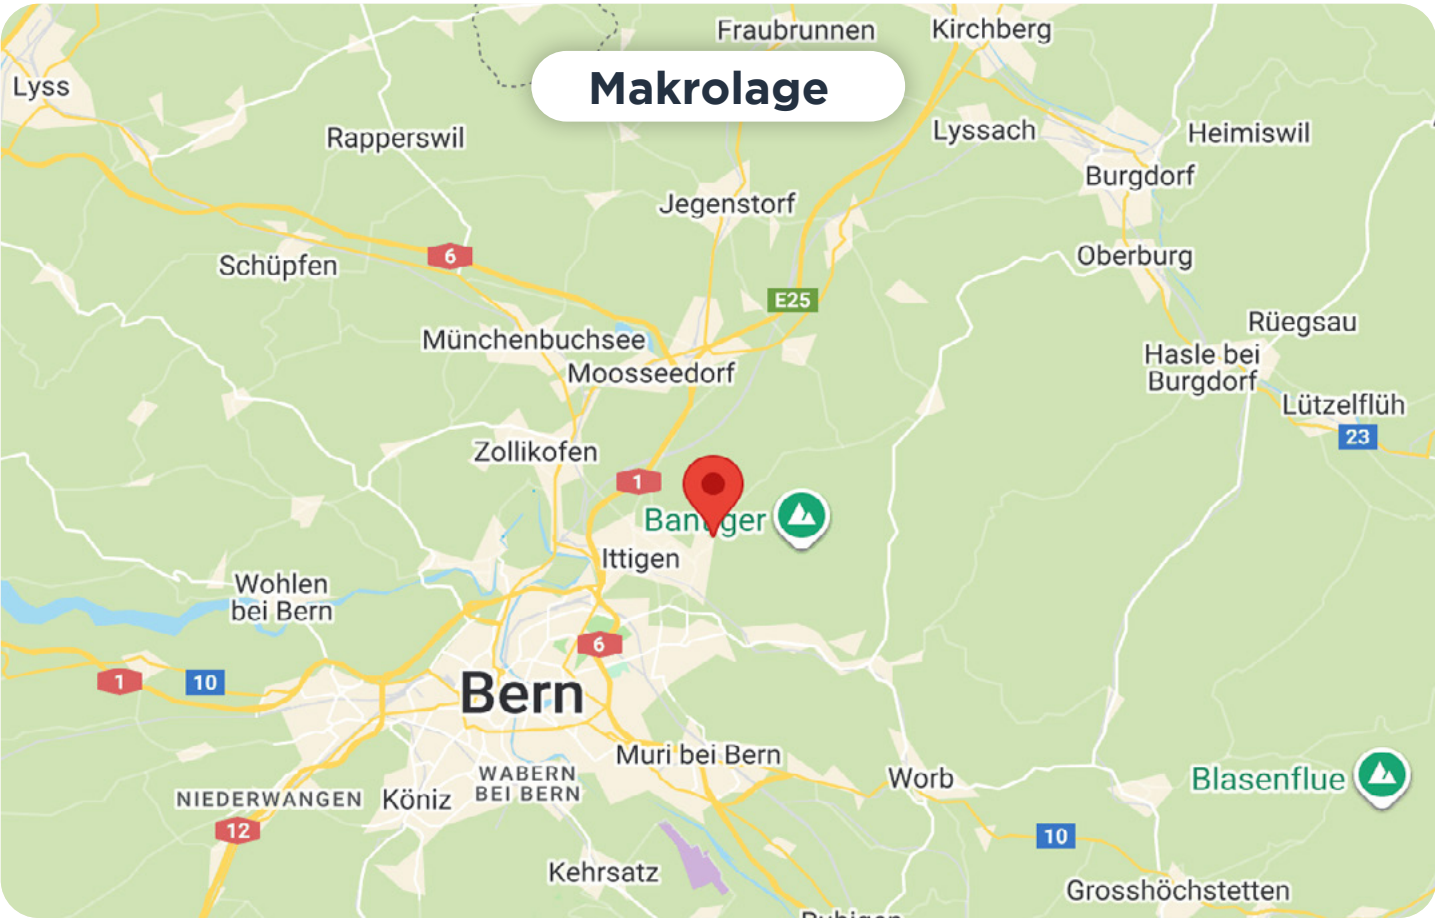 Fraubrunnen
Kirchberg
Lyss
Makrolage
Rapperswil
Lyssach
Heimiswil
Burgdorf
Jegenstorf
Schüpfen
6
Oberburg
E25
Rüegsau
Münchenbuchsee
Hasle bei
Burgdorf
Moosseedorf
Lützelflüh
23
Zollikofen
1
Ittigen
Wohlen
bei Bern
6
1
10
Bern
Muri bei Bern
WABERN
BEI BERN
Worb
Blasenflue
NIEDERWANGEN
Köniz
12
10
Kehrsatz
Grosshöchstetten